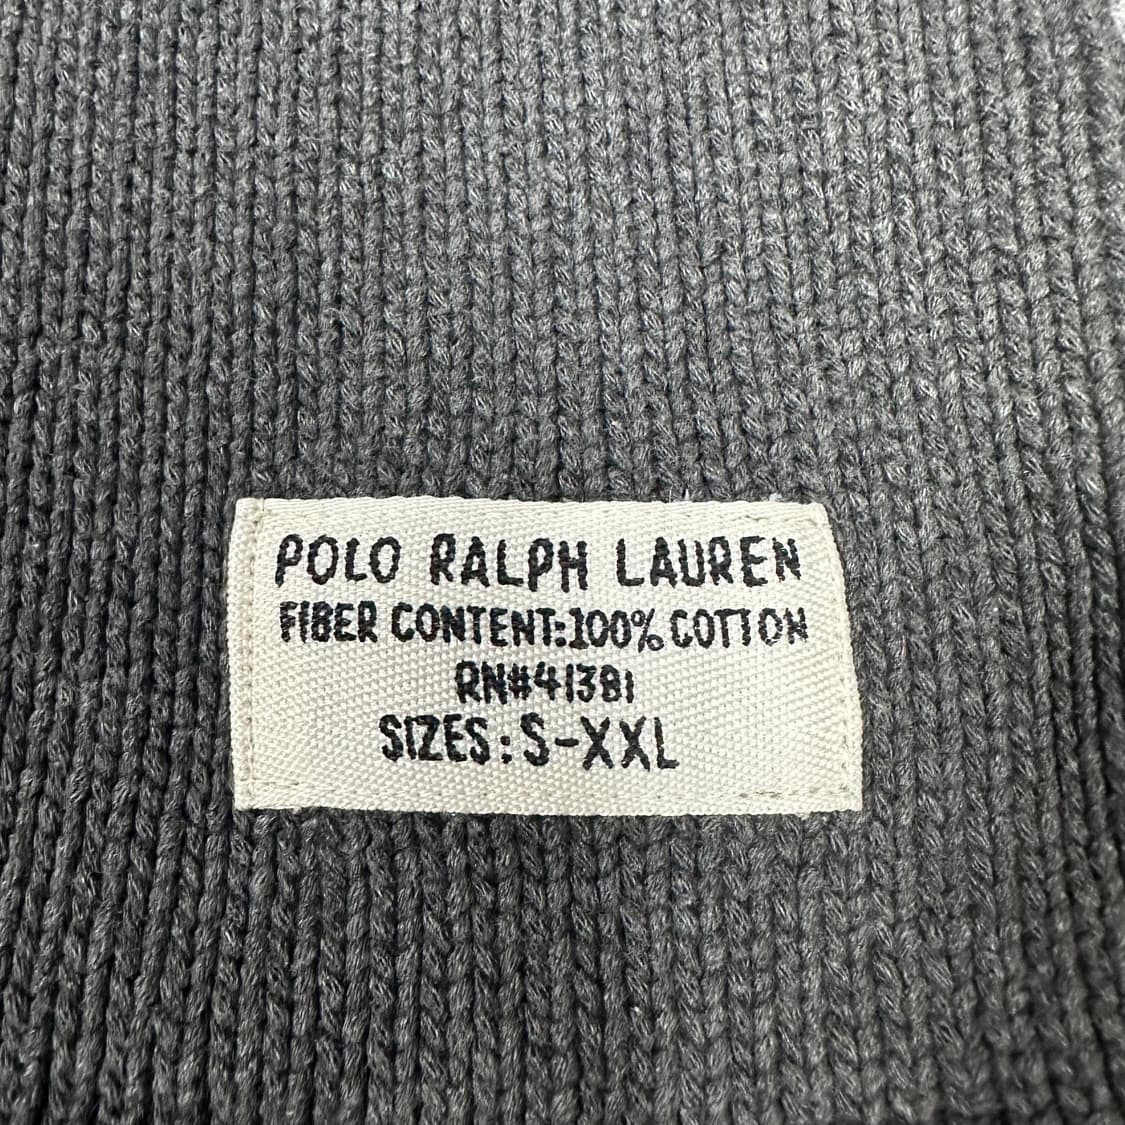 POLO RALPH LAUREN
FIBER CONTENT:100% COTTON
RN#41381
SIZES: S-XXL